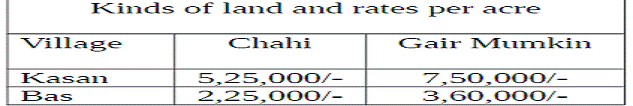 Kinds of land and rates per acre
Village Chahi Gair Mumkin
Kasan 5,25,000/- 7,50,000/-
Bas 2,25,000/- 3,60,000/-